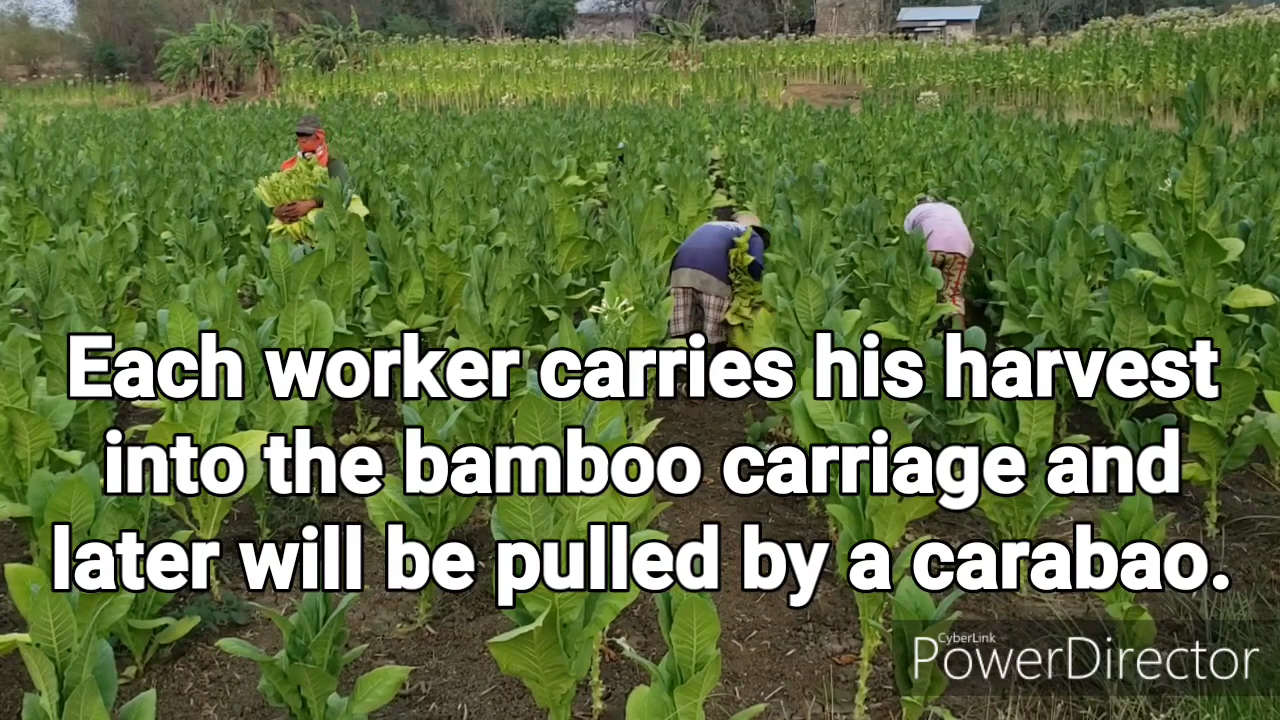 Each worker carries his harvest
into the bamboo carriage and
later will be pulled by a carabao.
CyberLink
PowerDirector